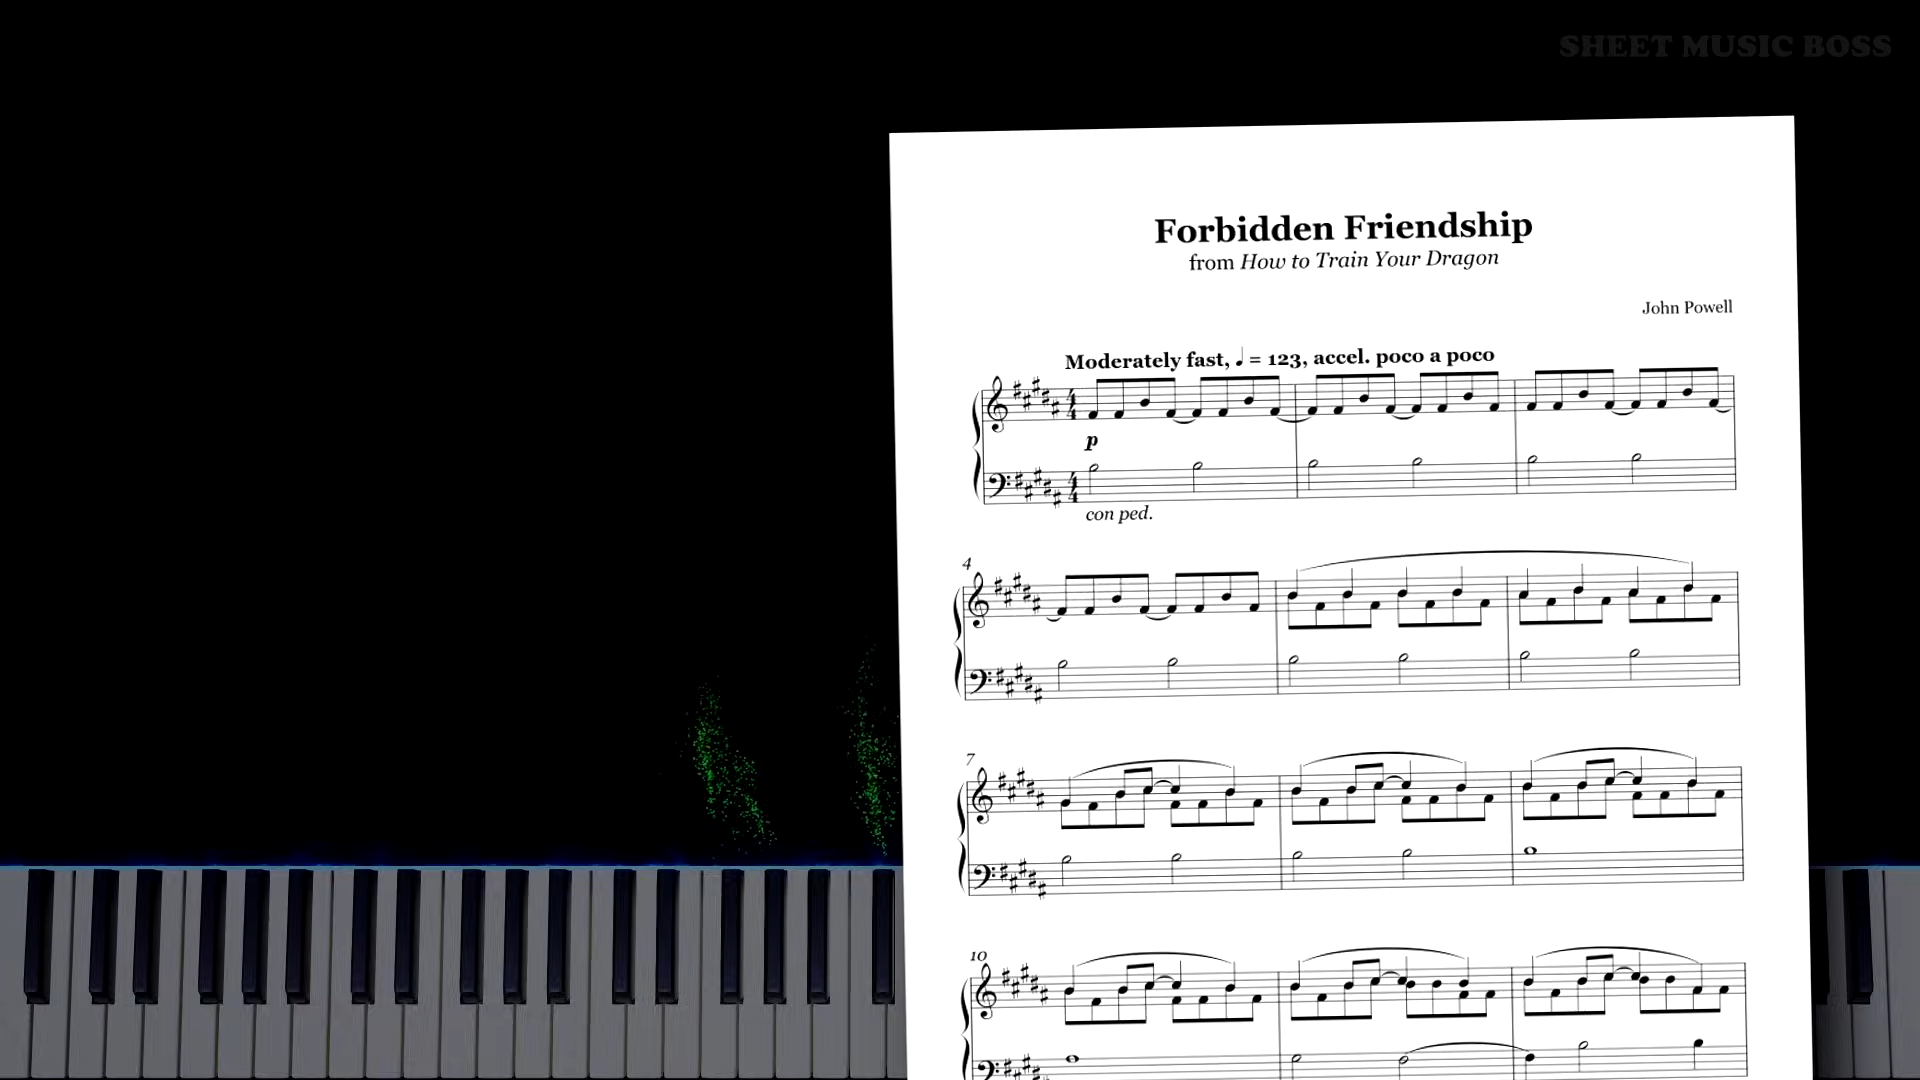 SHEET MUSIC BOSS
Forbidden Friendship
from How to Train Your Dragon
John Powell
Moderately fast, ♩ = 123, accel. poco a poco
p
con ped.
4
7
10